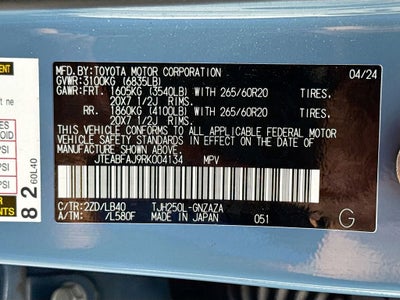 MFD. BY: TOYOTA MOTOR CORPORATION 04/24
GVWR: 3100KG (6835LB)
GAWR: FRT. 1605KG (3540LB) WITH 265/60R20 TIRES.
20X7 1/2J RIMS.
RR. 1860KG (4100LB) WITH 265/60R20 TIRES.
20X7 1/2J RIMS.
THIS VEHICLE CONFORMS TO ALL APPLICABLE FEDERAL MOTOR
VEHICLE SAFETY STANDARDS IN EFFECT ON THE DATE OF
MANUFACTURE SHOWN ABOVE.
JTEABFAJ9RK004134 MPV
C/TR: 2ZD/LB40 TJH250L-GNZAZA
A/TM: /L580F MADE IN JAPAN 051
G
82
60L40